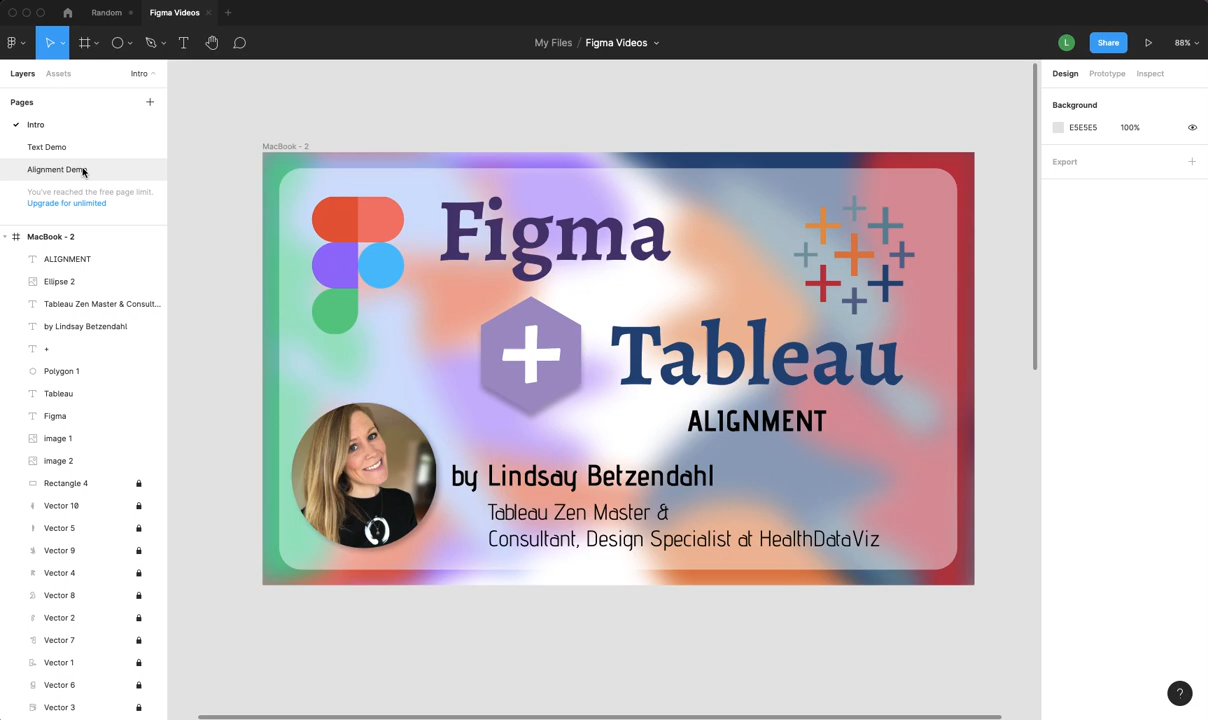 Random
Figma Videos
My Files / Figma Videos
L
Share
88%
Layers
Assets
Intro
Pages
Intro
Text Demo
Alignment Demo
You've reached the free page limit.
Upgrade for unlimited
MacBook - 2
ALIGNMENT
Ellipse 2
Tableau Zen Master & Consult...
by Lindsay Betzendahl
+
Polygon 1
Tableau
Figma
image 1
image 2
Rectangle 4
Vector 10
Vector 5
Vector 9
Vector 4
Vector 8
Vector 2
Vector 7
Vector 1
Vector 6
Vector 3
MacBook - 2
Figma
+
Tableau
ALIGNMENT
by Lindsay Betzendahl
Tableau Zen Master &
Consultant, Design Specialist at HealthDataViz
Design
Prototype
Inspect
Background
E5E5E5
100%
Export
?